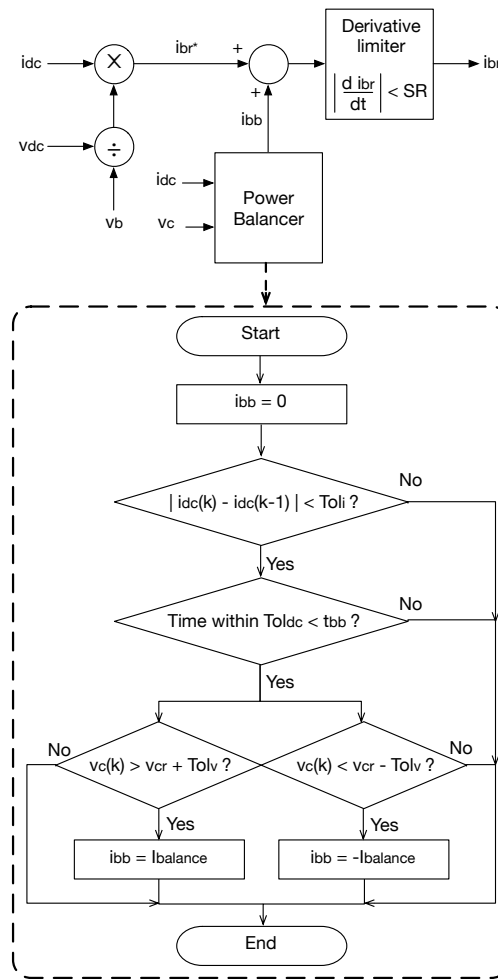 Derivative
limiter
| d ibr / dt | < SR
idc
X
ibr*
+
+
ibr
ibb
vdc
÷
vb
idc
vc
Power
Balancer
Start
ibb = 0
| idc(k) - idc(k-1) | < Toli ?
No
Yes
Time within Toldc < tbb ?
No
Yes
No
vc(k) > vcr + Tolv ?
vc(k) < vcr - Tolv ?
No
Yes
Yes
ibb = Ibalance
ibb = -Ibalance
End